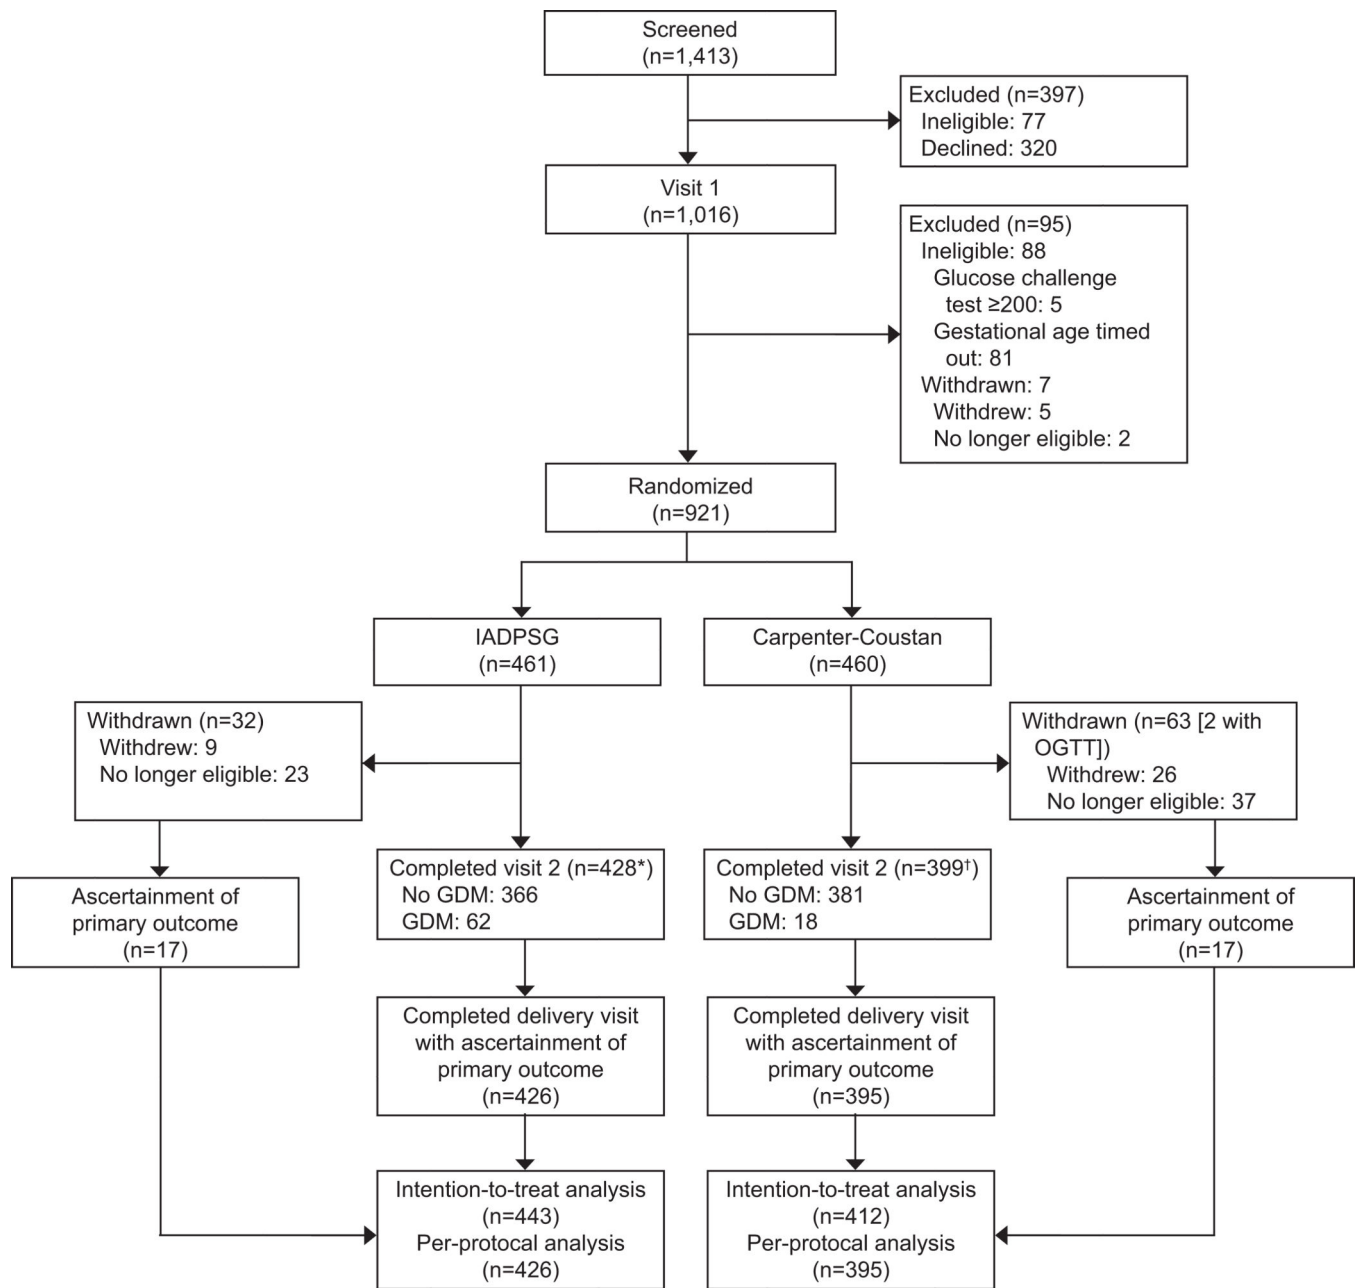 Screened
(n=1,413)
Excluded (n=397)
Ineligible: 77
Declined: 320
Visit 1
(n=1,016)
Excluded (n=95)
Ineligible: 88
Glucose challenge
test ≥200: 5
Gestational age timed
out: 81
Withdrawn: 7
Withdrew: 5
No longer eligible: 2
Randomized
(n=921)
IADPSG
(n=461)
Carpenter-Coustan
(n=460)
Withdrawn (n=32)
Withdrew: 9
No longer eligible: 23
Withdrawn (n=63 [2 with
OGTT])
Withdrew: 26
No longer eligible: 37
Ascertainment of
primary outcome
(n=17)
Completed visit 2 (n=428*)
No GDM: 366
GDM: 62
Completed visit 2 (n=399†)
No GDM: 381
GDM: 18
Ascertainment of
primary outcome
(n=17)
Completed delivery visit
with ascertainment of
primary outcome
(n=426)
Completed delivery visit
with ascertainment of
primary outcome
(n=395)
Intention-to-treat analysis
(n=443)
Per-protocal analysis
(n=426)
Intention-to-treat analysis
(n=412)
Per-protocal analysis
(n=395)